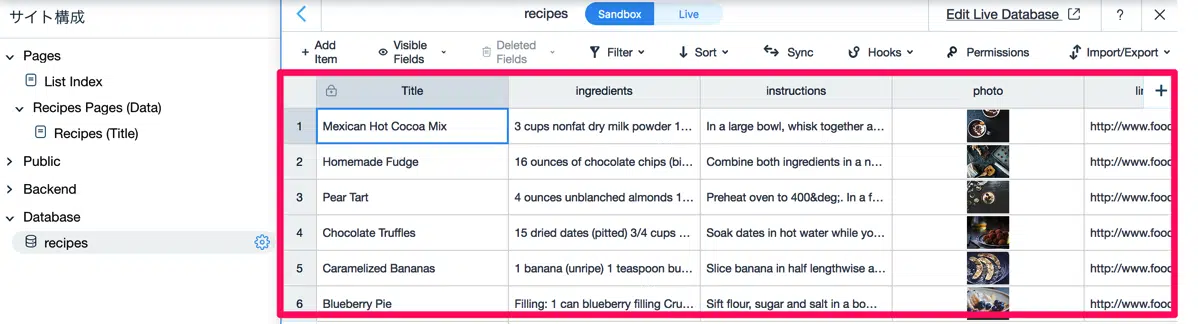 サイト構成
Pages
List Index
Recipes Pages (Data)
Recipes (Title)
Public
Backend
Database
recipes
recipes Sandbox Live Edit Live Database ?
Add Item Visible Fields Deleted Fields Filter Sort Sync Hooks Permissions Import/Export
Title ingredients instructions photo
1 Mexican Hot Cocoa Mix 3 cups nonfat dry milk powder 1... In a large bowl, whisk together a... http://www.food
2 Homemade Fudge 16 ounces of chocolate chips (bi... Combine both ingredients in a n... http://www.food
3 Pear Tart 4 ounces unblanched almonds 1... Preheat oven to 400&deg;. In a f... http://www.food
4 Chocolate Truffles 15 dried dates (pitted) 3/4 cups ... Soak dates in hot water while yo... http://www.food
5 Caramelized Bananas 1 banana (unripe) 1 teaspoon bu... Slice banana in half lengthwise a... http://www.food
6 Blueberry Pie Filling: 1 can blueberry filling Cru... Sift flour, sugar and salt in a bo... http://www.food